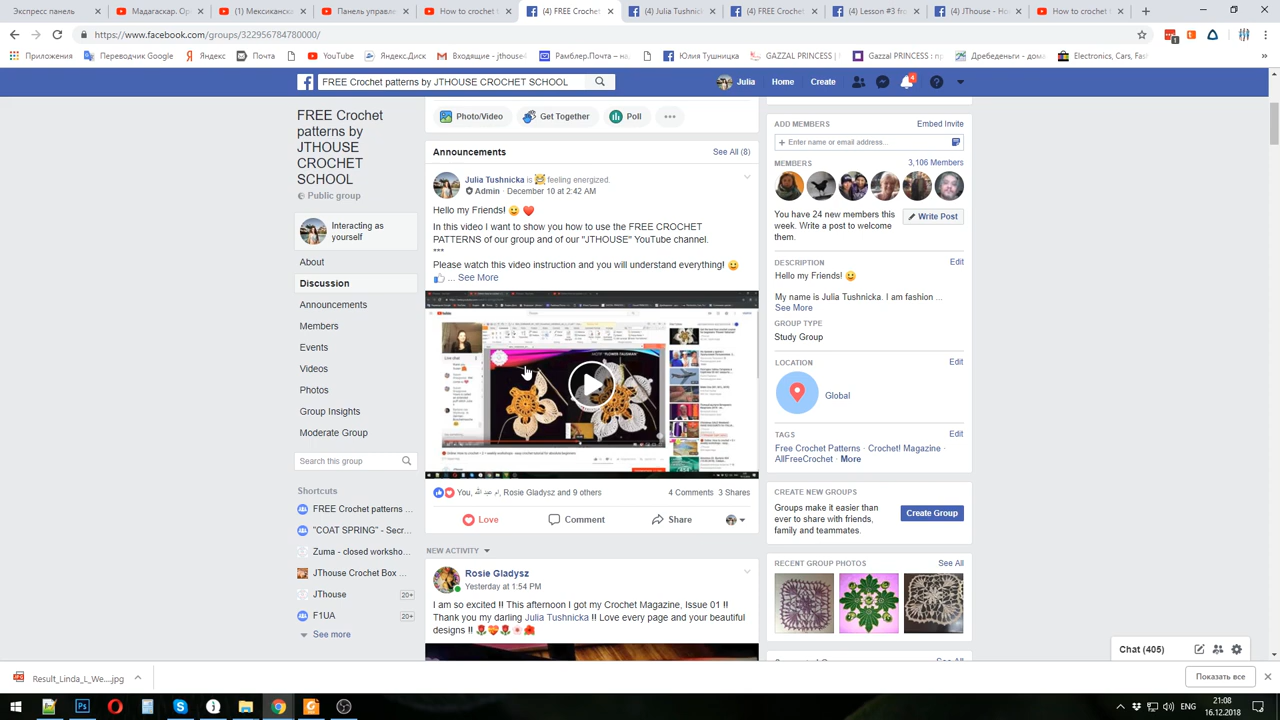 Экспресс панель
Мадагаскар. Ор
(1) Мексиканска
Панель управле
How to crochet b
(4) FREE Crochet
(4) Julia Tushnick
(4) FREE Crochet
(4) Lesson #3 fro
(4) JThouse - Ho
How to crochet
https://www.facebook.com/groups/322956784780000/
Приложения
Переводчик Google
Яндекс
Почта
YouTube
Яндекс.Диск
Входящие - jthouse4
Рамблер.Почта – на
Юлия Тушницка
GAZZAL PRINCESS |
Gazzal PRINCESS : пр
Дребеденьги - дома
Electronics, Cars, Fash
»
FREE Crochet patterns by JTHOUSE CROCHET SCHOOL
Julia
Home
Create
4
FREE Crochet
patterns by
JTHOUSE
CROCHET
SCHOOL
Public group
Interacting as
yourself
About
Discussion
Announcements
Members
Events
Videos
Photos
Group Insights
Moderate Group
Search this group
Shortcuts
FREE Crochet patterns ...
"COAT SPRING" - Secr...
Zuma - closed worksho...
JThouse Crochet Box ...
JThouse 20+
F1UA 20+
See more
Photo/Video
Get Together
Poll
Announcements
See All (8)
Julia Tushnicka is feeling energized.
Admin · December 10 at 2:42 AM
Hello my Friends!
In this video I want to show you how to use the FREE CROCHET
PATTERNS of our group and of our "JTHOUSE" YouTube channel.
***
Please watch this video instruction and you will understand everything!
... See More
You, ام عبد الله, Rosie Gladysz and 9 others
4 Comments 3 Shares
Love
Comment
Share
NEW ACTIVITY
Rosie Gladysz
Yesterday at 1:54 PM
I am so excited !! This afternoon I got my Crochet Magazine, Issue 01 !!
Thank you my darling Julia Tushnicka !! Love every page and your beautiful
designs !!
ADD MEMBERS
Embed Invite
+ Enter name or email address...
MEMBERS
3,106 Members
You have 24 new members this
week. Write a post to welcome
them.
Write Post
DESCRIPTION
Edit
Hello my Friends!
My name is Julia Tushnicka. I am fashion ...
See More
GROUP TYPE
Study Group
LOCATION
Edit
Global
TAGS
Edit
Free Crochet Patterns · Crochet! Magazine ·
AllFreeCrochet · More
CREATE NEW GROUPS
Groups make it easier than
ever to share with friends,
family and teammates.
Create Group
RECENT GROUP PHOTOS
See All
Chat (405)
Result_Linda_L_We....jpg
Показать все
ENG
21:08
16.12.2018